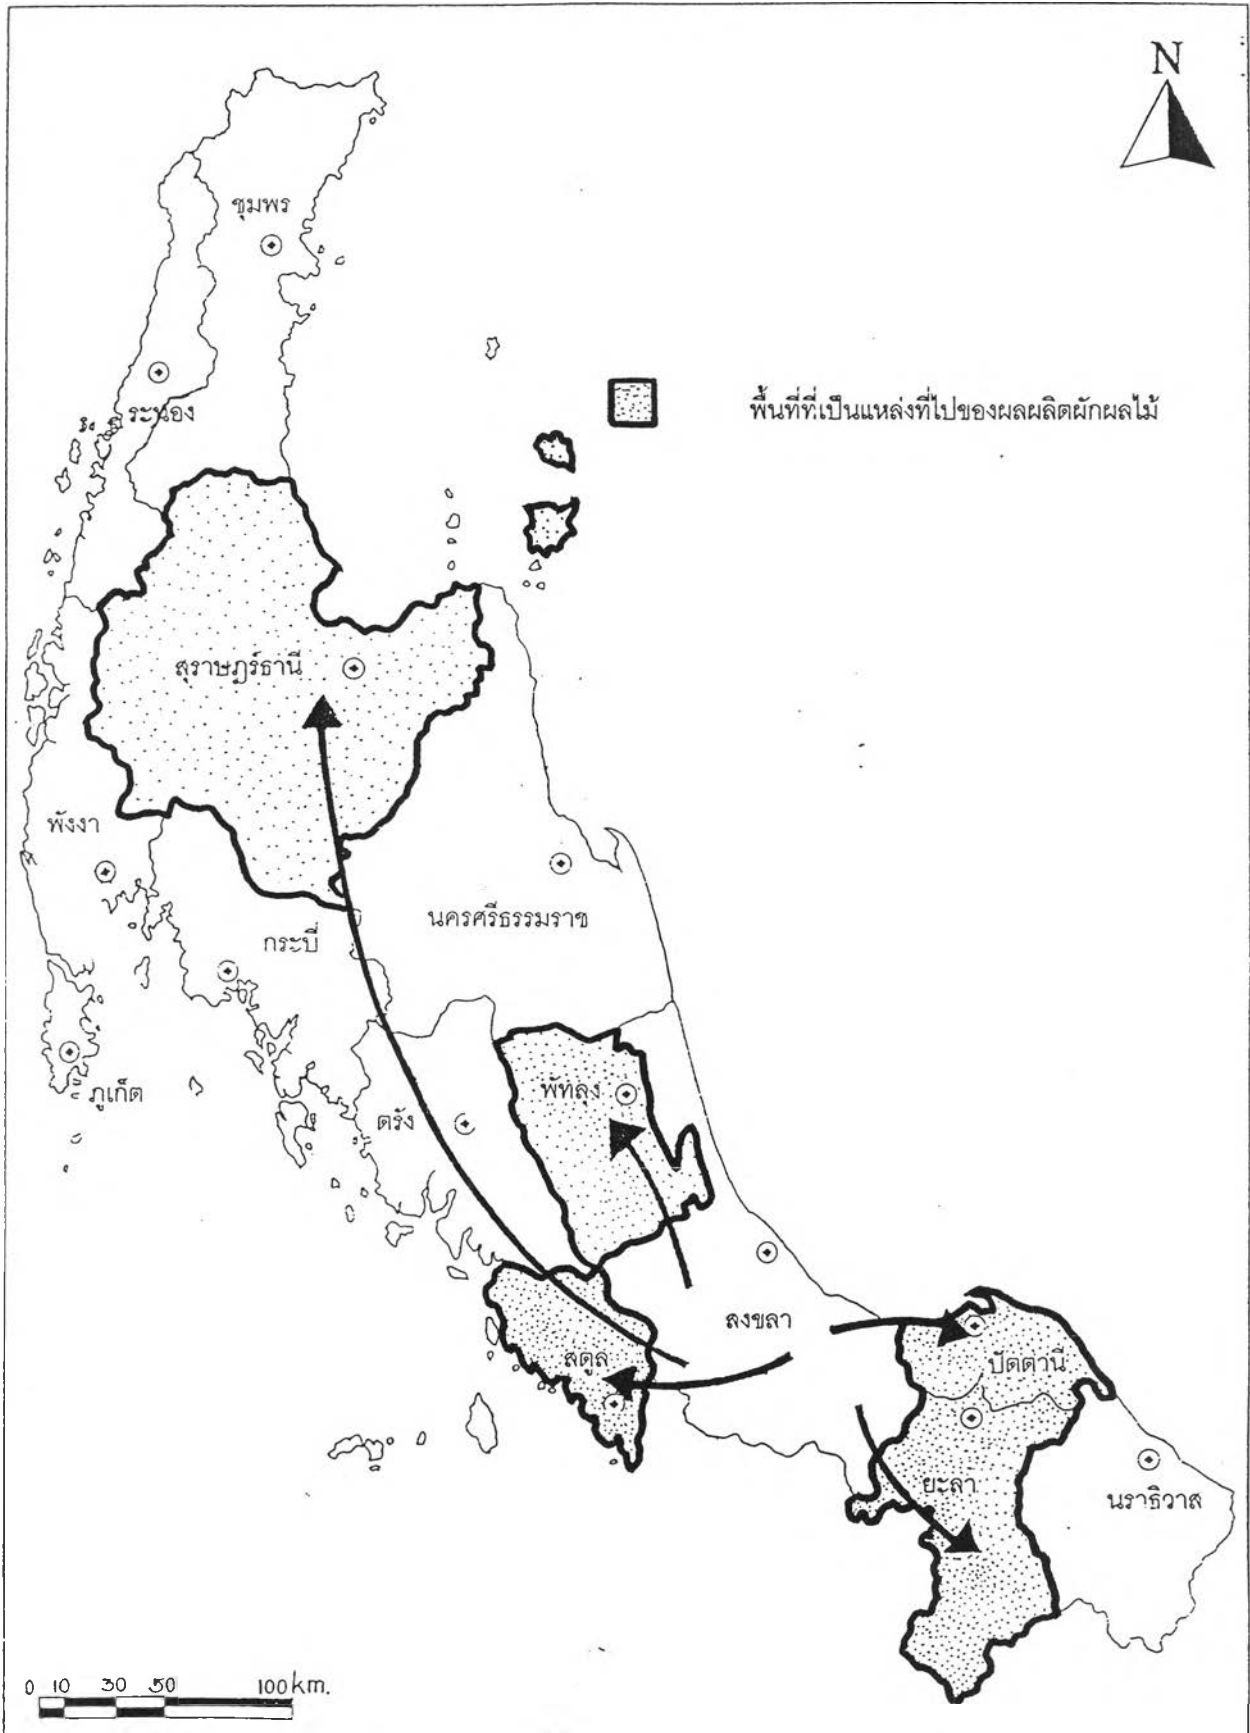 N
ชุมพร
ระนอง
พื้นที่ที่เป็นแหล่งที่ไปของผลผลิตผักผลไม้
สุราษฎร์ธานี
พังงา
นครศรีธรรมราช
กระบี่
ภูเก็ต
พัทลุง
ตรัง
สงขลา
สตูล
ปัตตานี
ยะลา
นราธิวาส
0 10 30 50 100 km.